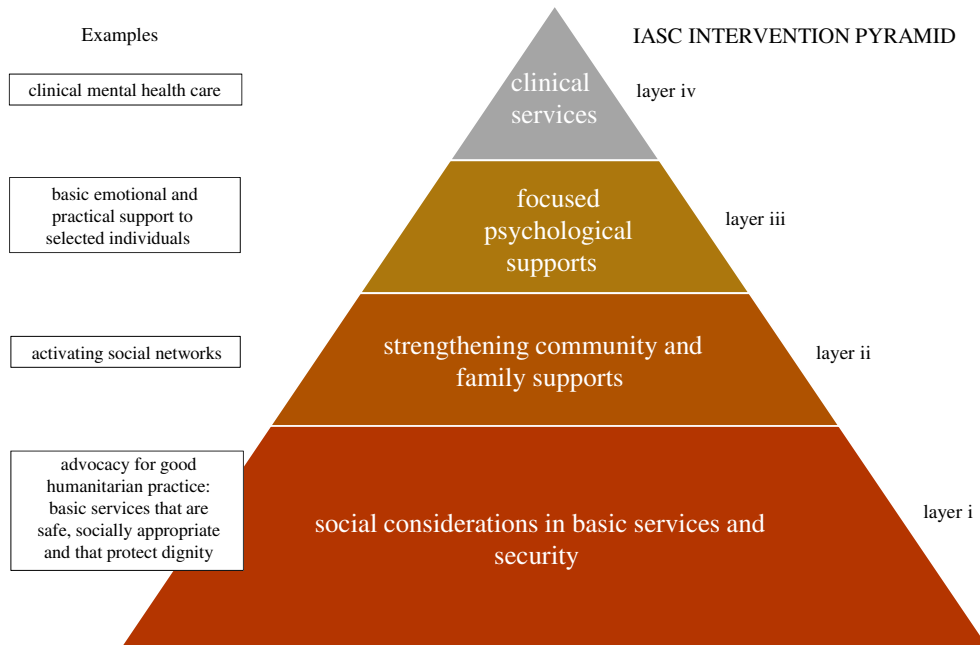 Examples
IASC INTERVENTION PYRAMID
clinical mental health care
clinical
services
layer iv
basic emotional and
practical support to
selected individuals
focused
psychological
supports
layer iii
activating social networks
strengthening community and
family supports
layer ii
advocacy for good
humanitarian practice:
basic services that are
safe, socially appropriate
and that protect dignity
social considerations in basic services and
security
layer i